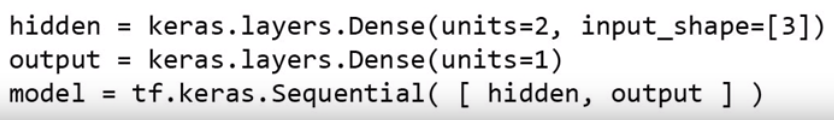 hidden = keras.layers.Dense(units=2, input_shape=[3])
output = keras.layers.Dense(units=1)
model = tf.keras.Sequential( [ hidden, output ] )